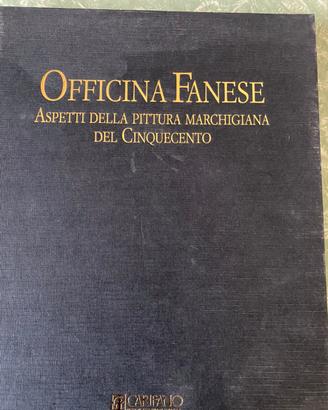 OFFICINA FANESE
ASPETTI DELLA PITTURA MARCHIGIANA
DEL CINQUECENTO
CARIFANO